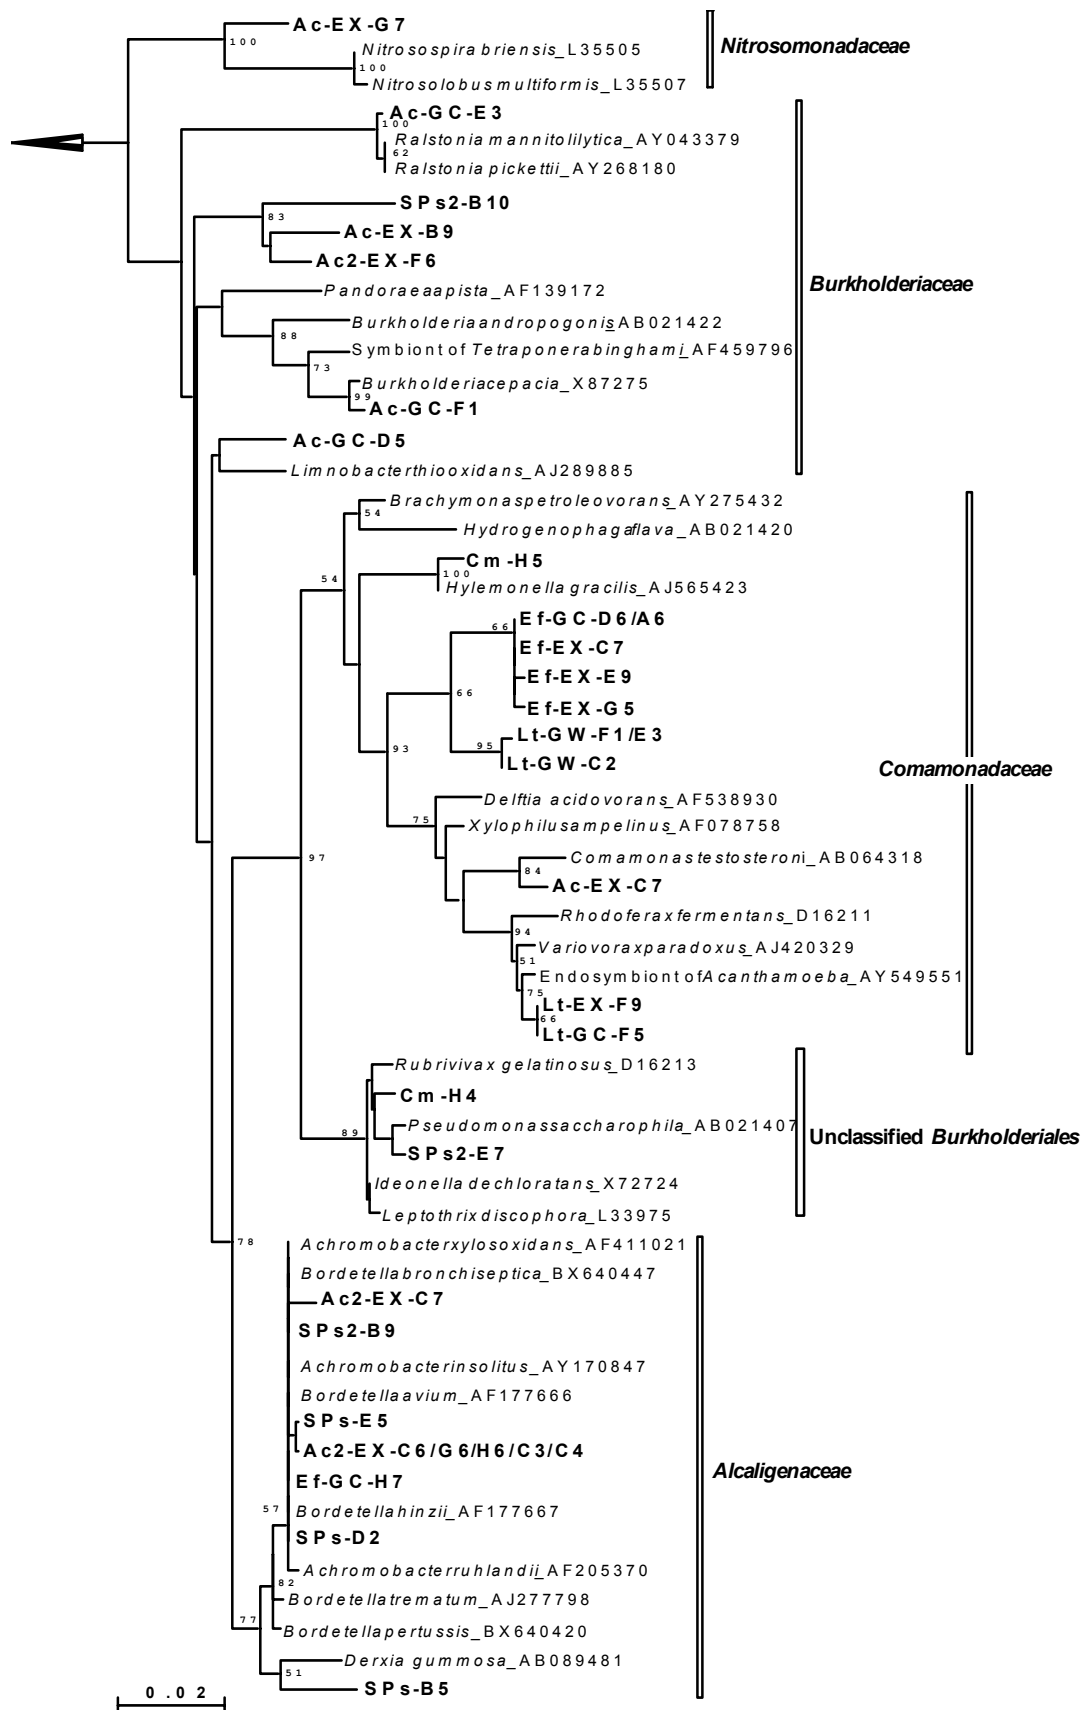 Ac-EX-G7
100
Nitrosospira briensis_L35505
Nitrosomonadaceae
100
Nitrosolobus multiformis_L35507
Ac-GC-E3
100
Ralstonia mannitolilytica_AY043379
62
Ralstonia pickettii_AY268180
SPs2-B10
83
Ac-EX-B9
Ac2-EX-F6
Burkholderiaceae
Pandoraea apista_AF139172
Burkholderia andropogonis_AB021422
88
Symbiont of Tetraponera binghami_AF459796
73
Burkholderia cepacia_X87275
99
Ac-GC-F1
Ac-GC-D5
Limnobacter thiooxidans_AJ289885
Brachymonas petroleovorans_AY275432
54
Hydrogenophaga flava_AB021420
Cm-H5
100
54
Hylemonella gracilis_AJ565423
Ef-GC-D6/A6
66
Ef-EX-C7
Ef-EX-E9
66
Ef-EX-G5
Lt-GW-F1/E3
95
93
Lt-GW-C2
Comamonadaceae
Delftia acidovorans_AF538930
75
Xylophilus ampelinus_AF078758
97
Comamonas testosteroni_AB064318
84
Ac-EX-C7
Rhodoferax fermentans_D16211
94
Variovorax paradoxus_AJ420329
51
Endosymbiont of Acanthamoeba_AY549551
75
Lt-EX-F9
66
Lt-GC-F5
Rubrivivax gelatinosus_D16213
Cm-H4
Pseudomonas saccharophila_AB021407
89
Unclassified Burkholderiales
SPs2-E7
Ideonella dechloratans_X72724
Leptothrix discophora_L33975
78
Achromobacter xylosoxidans_AF411021
Bordetella bronchiseptica_BX640447
Ac2-EX-C7
SPs2-B9
Achromobacter insolitus_AY170847
Bordetella avium_AF177666
SPs-E5
Ac2-EX-C6/G6/H6/C3/C4
Alcaligenaceae
Ef-GC-H7
57
Bordetella hinzii_AF177667
SPs-D2
Achromobacter ruhlandii_AF205370
82
Bordetella trematum_AJ277798
77
Bordetella pertussis_BX640420
Derxia gummosa_AB089481
51
SPs-B5
0.02